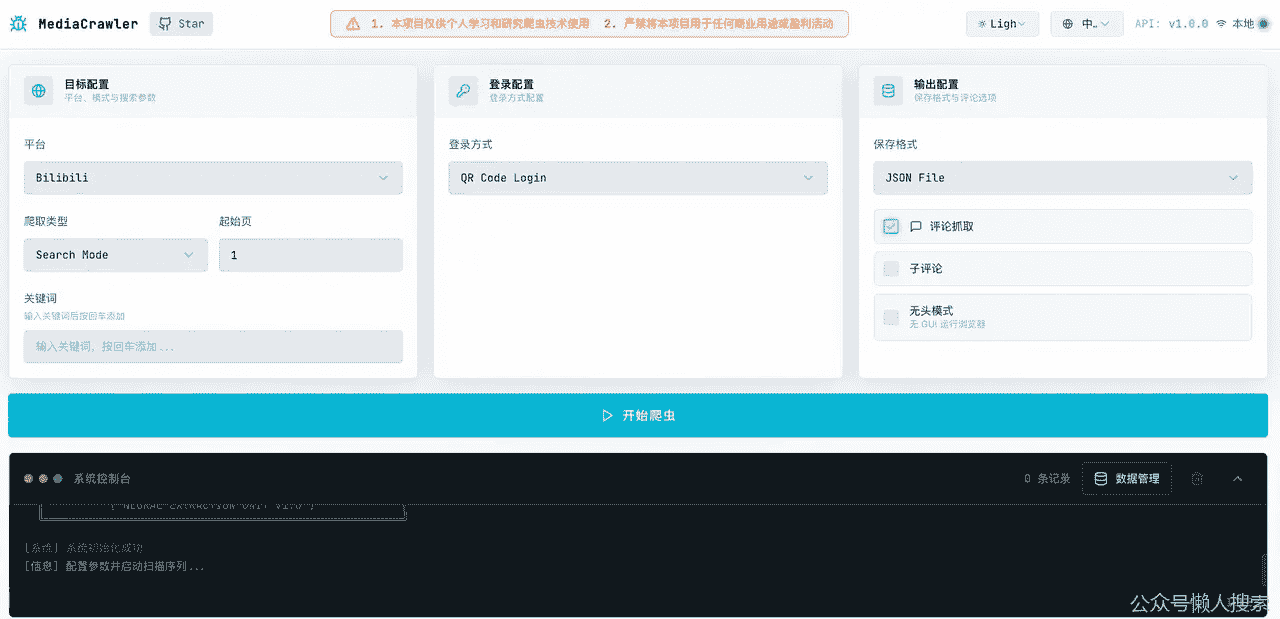 MediaCrawler Star
1. 本项目仅供个人学习和研究爬虫技术使用 2. 严禁将本项目用于任何商业用途或盈利活动
Ligh
中..
API: v1.0.0 本地
目标配置
平台、模式与搜索参数
平台
Bilibili
爬取类型 起始页
Search Mode 1
关键词
输入关键词后按回车添加
输入关键词, 按回车添加...
登录配置
登录方式配置
登录方式
QR Code Login
输出配置
保存格式与评论选项
保存格式
JSON File
评论抓取
子评论
无头模式
无 GUI 运行浏览器
开始爬虫
系统控制台 0 条记录 数据管理
[系统] 系统初始化成功
[信息] 配置参数并启动扫描序列...
公众号懒人搜索